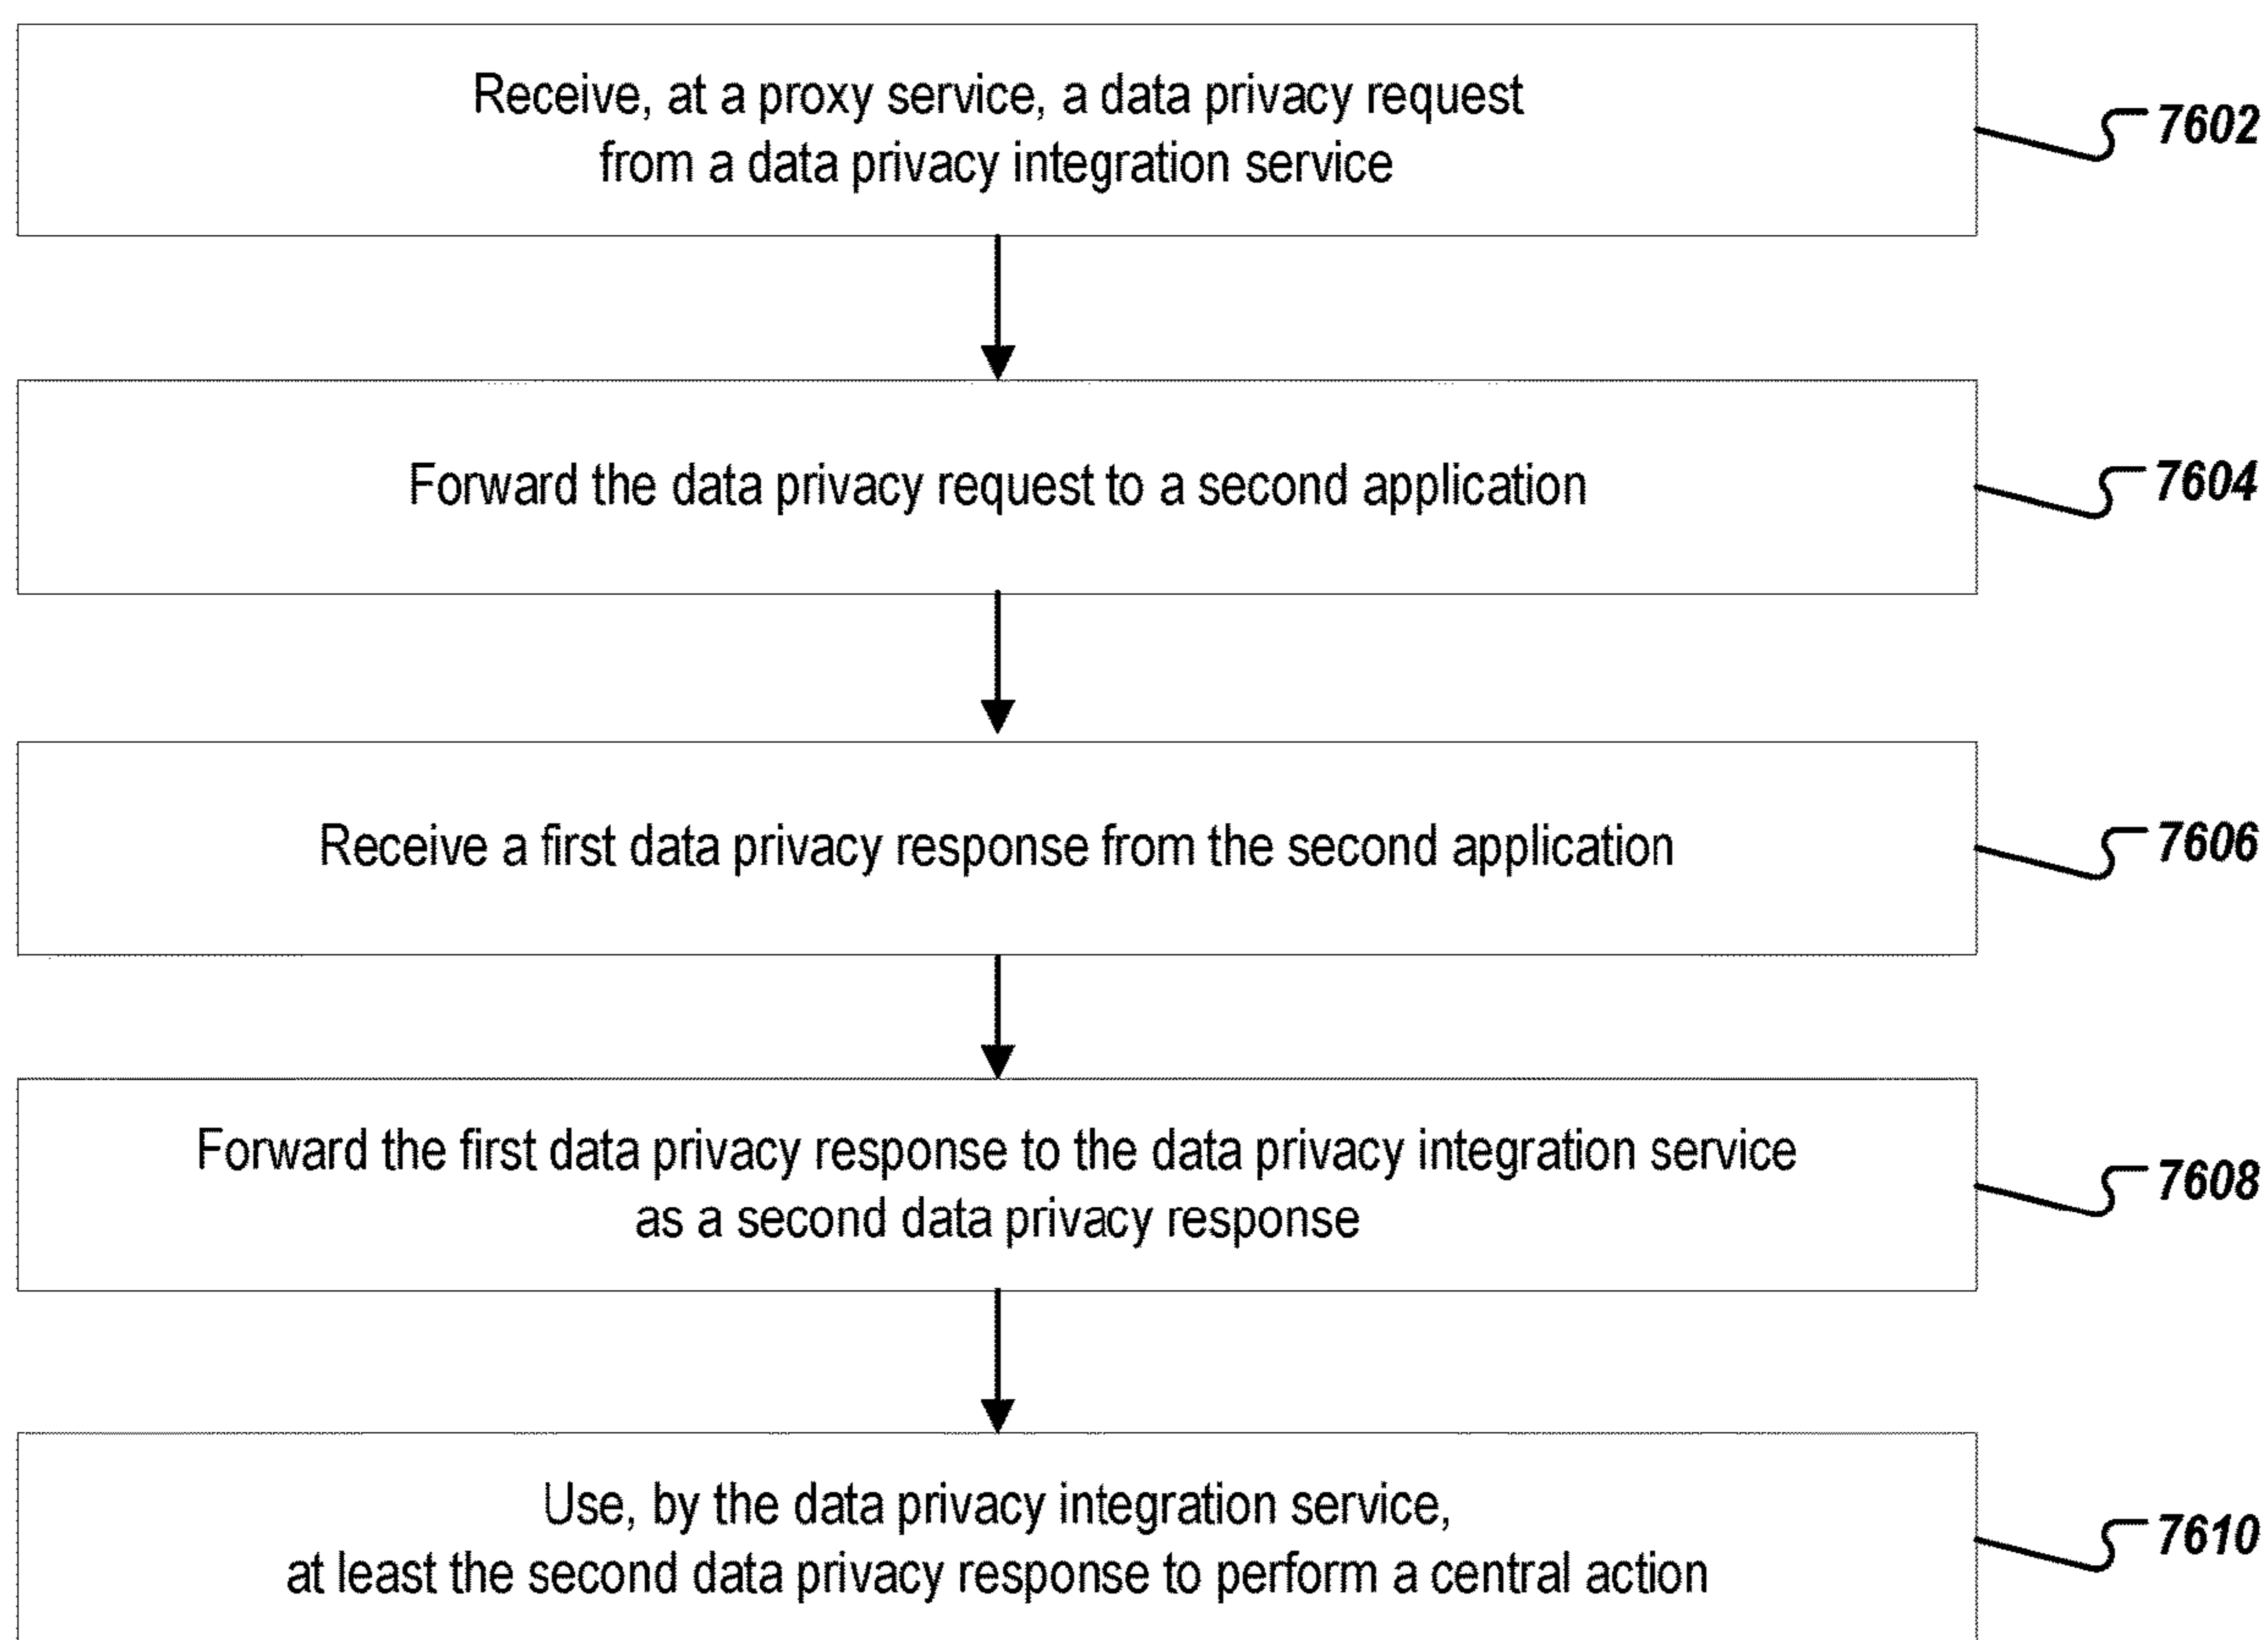 Receive, at a proxy service, a data privacy request
from a data privacy integration service
7602
Forward the data privacy request to a second application
7604
Receive a first data privacy response from the second application
7606
Forward the first data privacy response to the data privacy integration service
as a second data privacy response
7608
Use, by the data privacy integration service,
at least the second data privacy response to perform a central action
7610